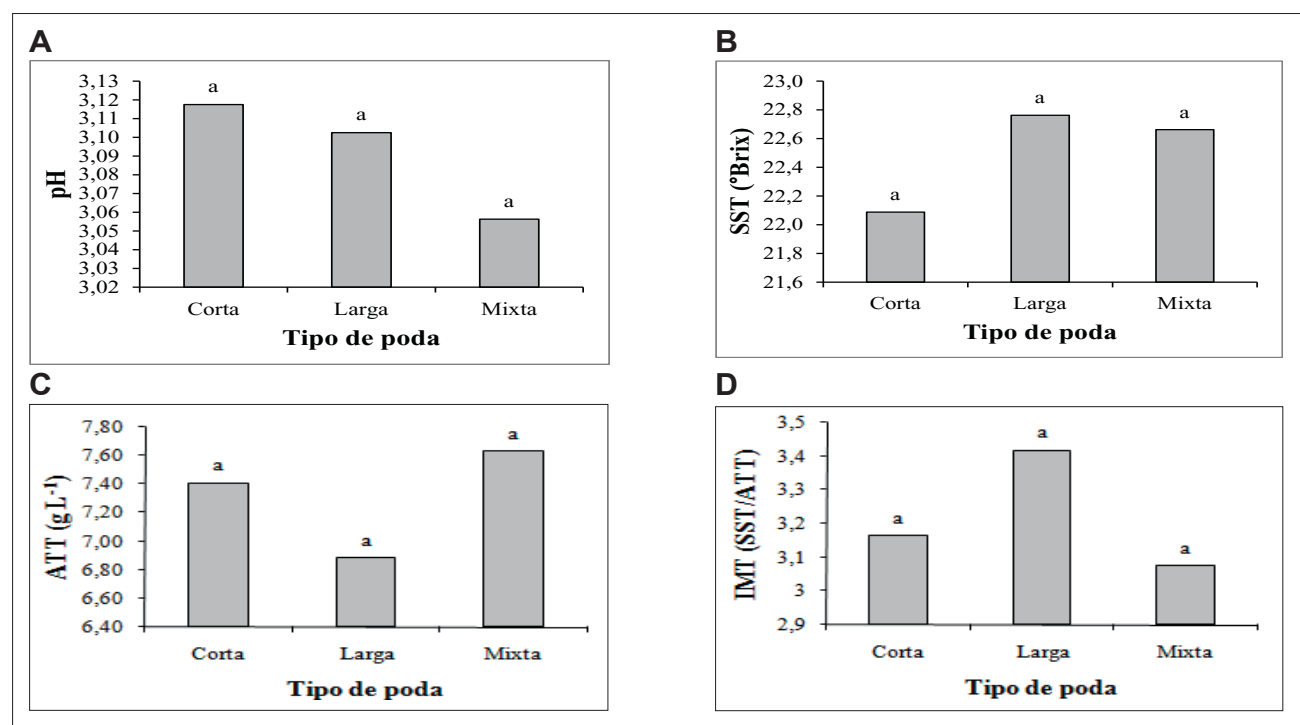 A
pH
3,13
3,12
3,11
3,10
3,09
3,08
3,07
3,06
3,05
3,04
3,03
3,02
a
a
a
Corta Larga Mixta
Tipo de poda
B
SST (°Brix)
23,0
22,8
22,6
22,4
22,2
22,0
21,8
21,6
a
a
a
Corta Larga Mixta
Tipo de poda
C
ATT (g L-1)
7,80
7,60
7,40
7,20
7,00
6,80
6,60
6,40
a
a
a
Corta Larga Mixta
Tipo de poda
D
IMT (SST/ATT)
3,5
3,4
3,3
3,2
3,1
3
2,9
a
a
a
Corta Larga Mixta
Tipo de poda